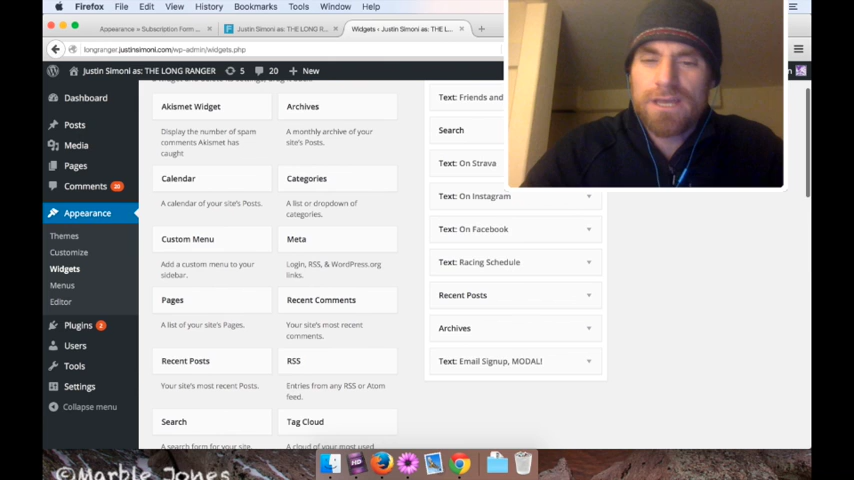 Firefox File Edit View History Bookmarks Tools Window Help
Appearance » Subscription Form ...
Justin Simoni as: THE LONG R...
Widgets ‹ Justin Simoni as: THE L...
longranger.justinsimoni.com/wp-admin/widgets.php
Justin Simoni as: THE LONG RANGER 5 20 + New
Dashboard
Posts
Media
Pages
Comments 20
Appearance
Themes
Customize
Widgets
Menus
Editor
Plugins 2
Users
Tools
Settings
Collapse menu
Akismet Widget
Display the number of spam
comments Akismet has
caught
Archives
A monthly archive of your
site's Posts.
Calendar
A calendar of your site's Posts.
Categories
A list or dropdown of
categories.
Custom Menu
Add a custom menu to your
sidebar.
Meta
Login, RSS, & WordPress.org
links.
Pages
A list of your site's Pages.
Recent Comments
Your site's most recent
comments.
Recent Posts
Your site's most recent Posts.
RSS
Entries from any RSS or Atom
feed.
Search
A search form for your site.
Tag Cloud
A cloud of your most used
Text: Friends and
Search
Text: On Strava
Text: On Instagram
Text: On Facebook
Text: Racing Schedule
Recent Posts
Archives
Text: Email Signup, MODAL!
HD
©Marble Jones